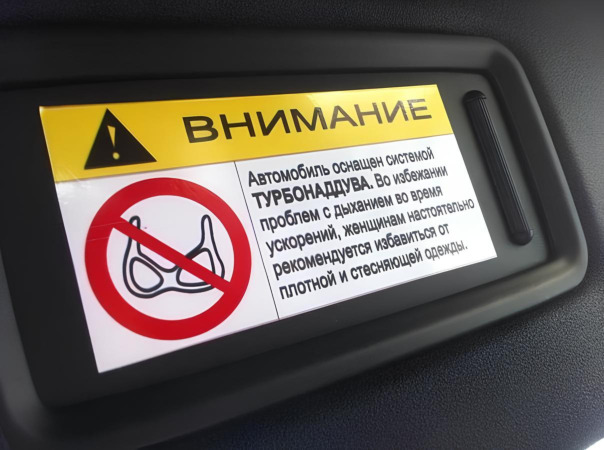 ВНИМАНИЕ
Автомобиль оснащен системой
ТУРБОНАДДУВА. Во избежании
проблем с дыханием во время
ускорений, женщинам настоятельно
рекомендуется избавиться от
плотной и стесняющей одежды.